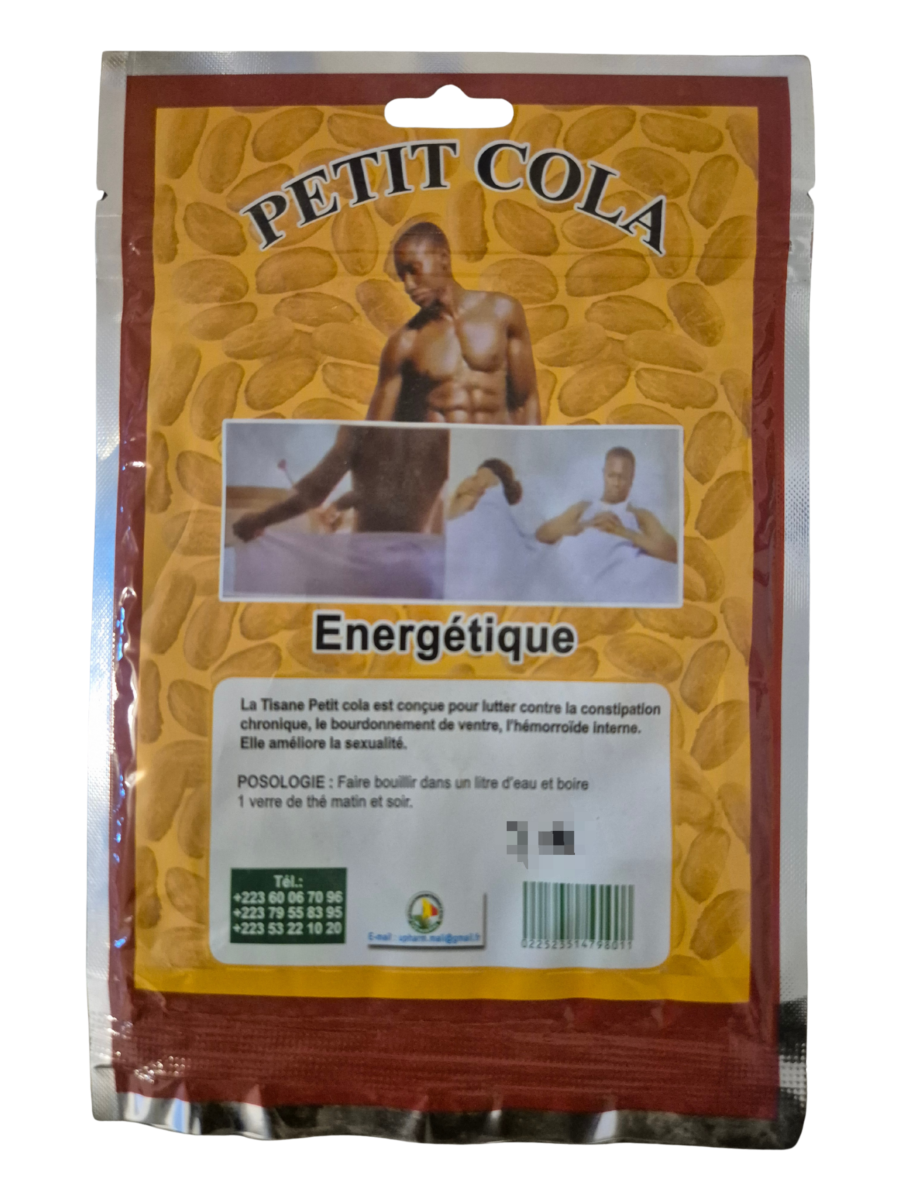 PETIT COLA
Energétique
La Tisane Petit cola est conçue pour lutter contre la constipation
chronique, le bourdonnement de ventre, l'hémorroïde interne.
Elle améliore la sexualité.
POSOLOGIE : Faire bouillir dans un litre d'eau et boire
1 verre de thé matin et soir.
Tél.:
+223 60 06 70 96
+223 79 55 83 95
+223 53 22 10 20
E-mail :